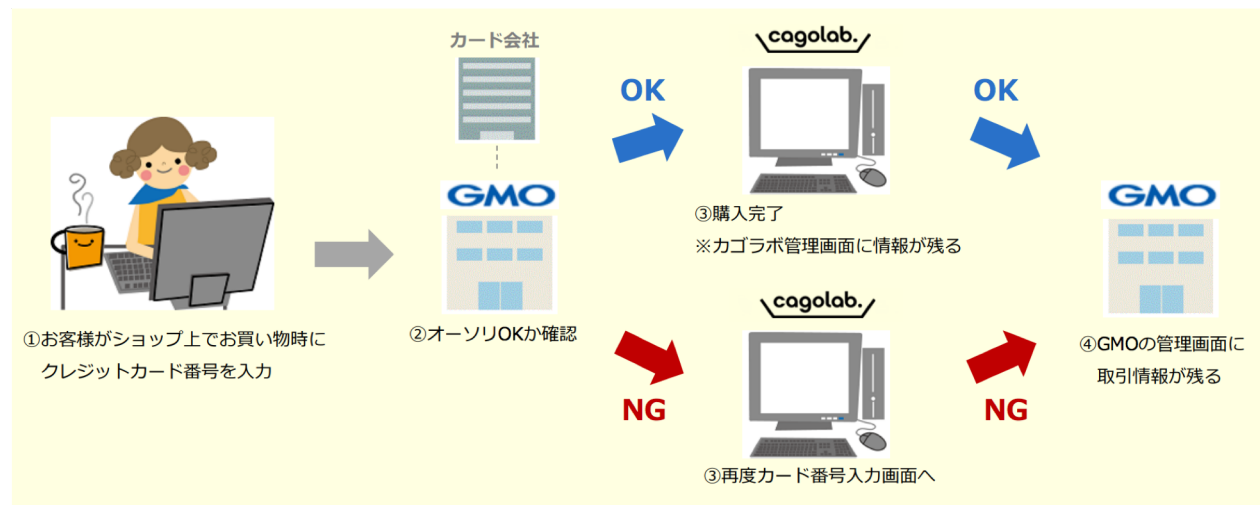 ①お客様がショップ上でお買い物時に
クレジットカード番号を入力
カード会社
GMO
②オーソリOKか確認
OK
cagolab.
③購入完了
※カゴラボ管理画面に情報が残る
OK
NG
cagolab.
③再度カード番号入力画面へ
NG
GMO
④GMOの管理画面に
取引情報が残る